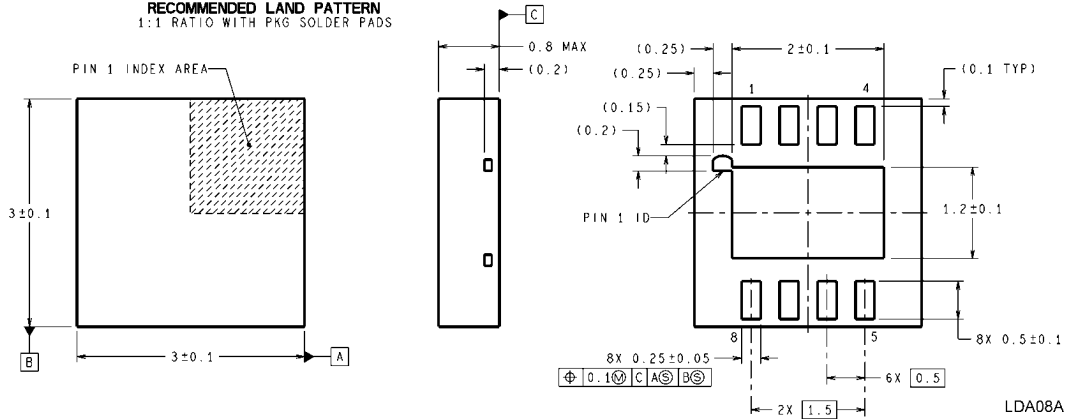 RECOMMENDED LAND PATTERN
1:1 RATIO WITH PKG SOLDER PADS
PIN 1 INDEX AREA
3±0.1
3±0.1
B
A
C
0.8 MAX
(0.2)
(0.25)
(0.25)
(0.15)
(0.2)
2±0.1
(0.1 TYP)
1
4
PIN 1 ID
1.2±0.1
8
5
8X 0.5±0.1
8X 0.25±0.05
⌖ 0.1Ⓜ C AⓈ BⓈ
6X 0.5
2X 1.5
LDA08A